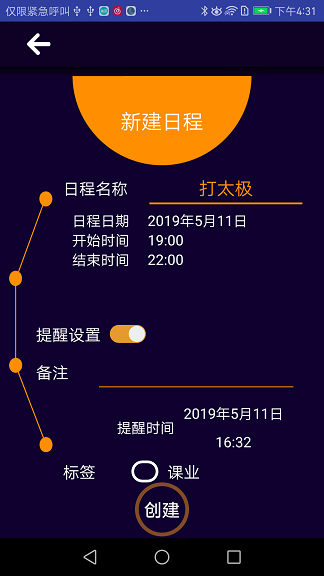 仅限紧急呼叫 ... 下午4:31
新建日程
日程名称 打太极
日程日期 2019年5月11日
开始时间 19:00
结束时间 22:00
提醒设置
备注
提醒时间 2019年5月11日
16:32
标签 课业
创建